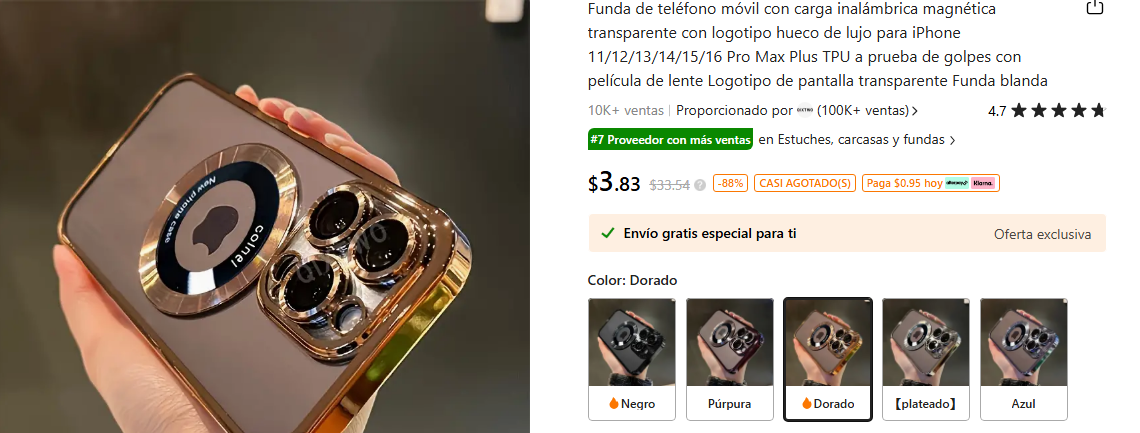 Funda de teléfono móvil con carga inalámbrica magnética
transparente con logotipo hueco de lujo para iPhone
11/12/13/14/15/16 Pro Max Plus TPU a prueba de golpes con
película de lente Logotipo de pantalla transparente Funda blanda
10K+ ventas | Proporcionado por (100K+ ventas) >
4.7
#7 Proveedor con más ventas en Estuches, carcasas y fundas >
$3.83 $33.54 ? -88% CASI AGOTADO(S) Paga $0.95 hoy afterpay Klarna.
Envío gratis especial para ti Oferta exclusiva
Color: Dorado
Negro Púrpura Dorado 【plateado】 Azul
New phone case
colnel